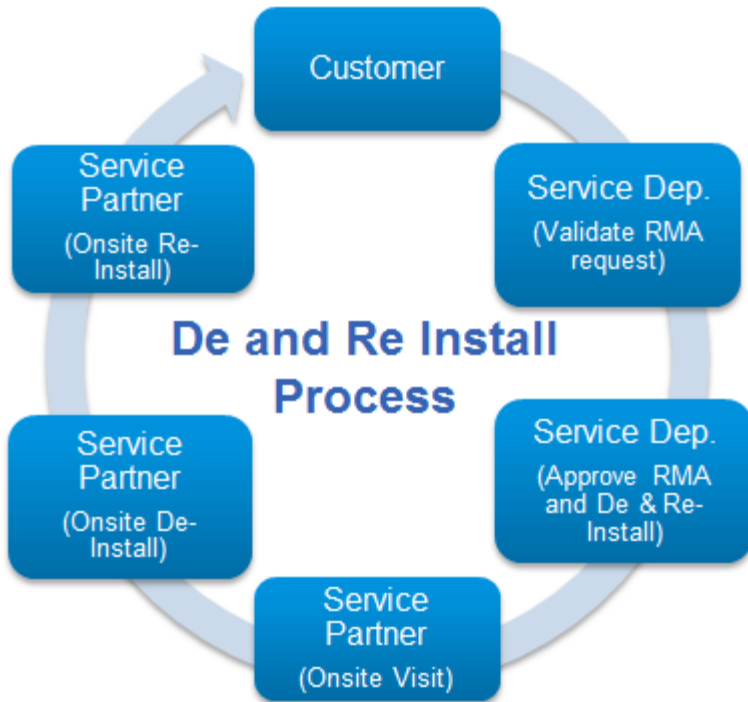 Customer
Service Dep.
(Validate RMA
request)
Service Dep.
(Approve RMA
and De & Re-
Install)
Service
Partner
(Onsite Visit)
Service
Partner
(Onsite De-
Install)
Service
Partner
(Onsite Re-
Install)
De and Re Install
Process